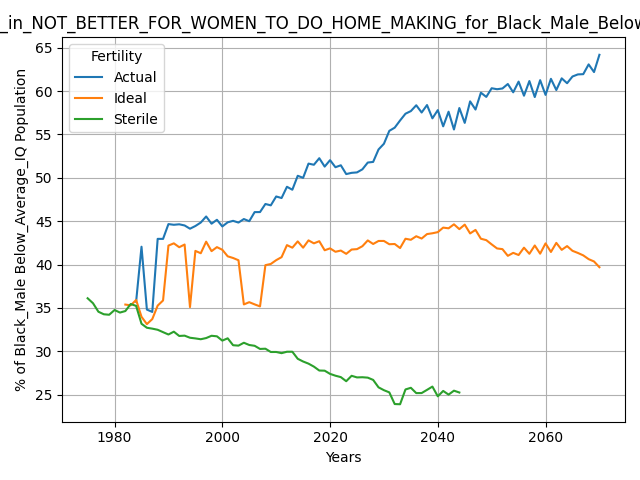 _in_NOT_BETTER_FOR_WOMEN_TO_DO_HOME_MAKING_for_Black_Male_Below
Fertility
Actual
Ideal
Sterile
% of Black_Male Below_Average_IQ Population
65
60
55
50
45
40
35
30
25
1980
2000
2020
2040
2060
Years